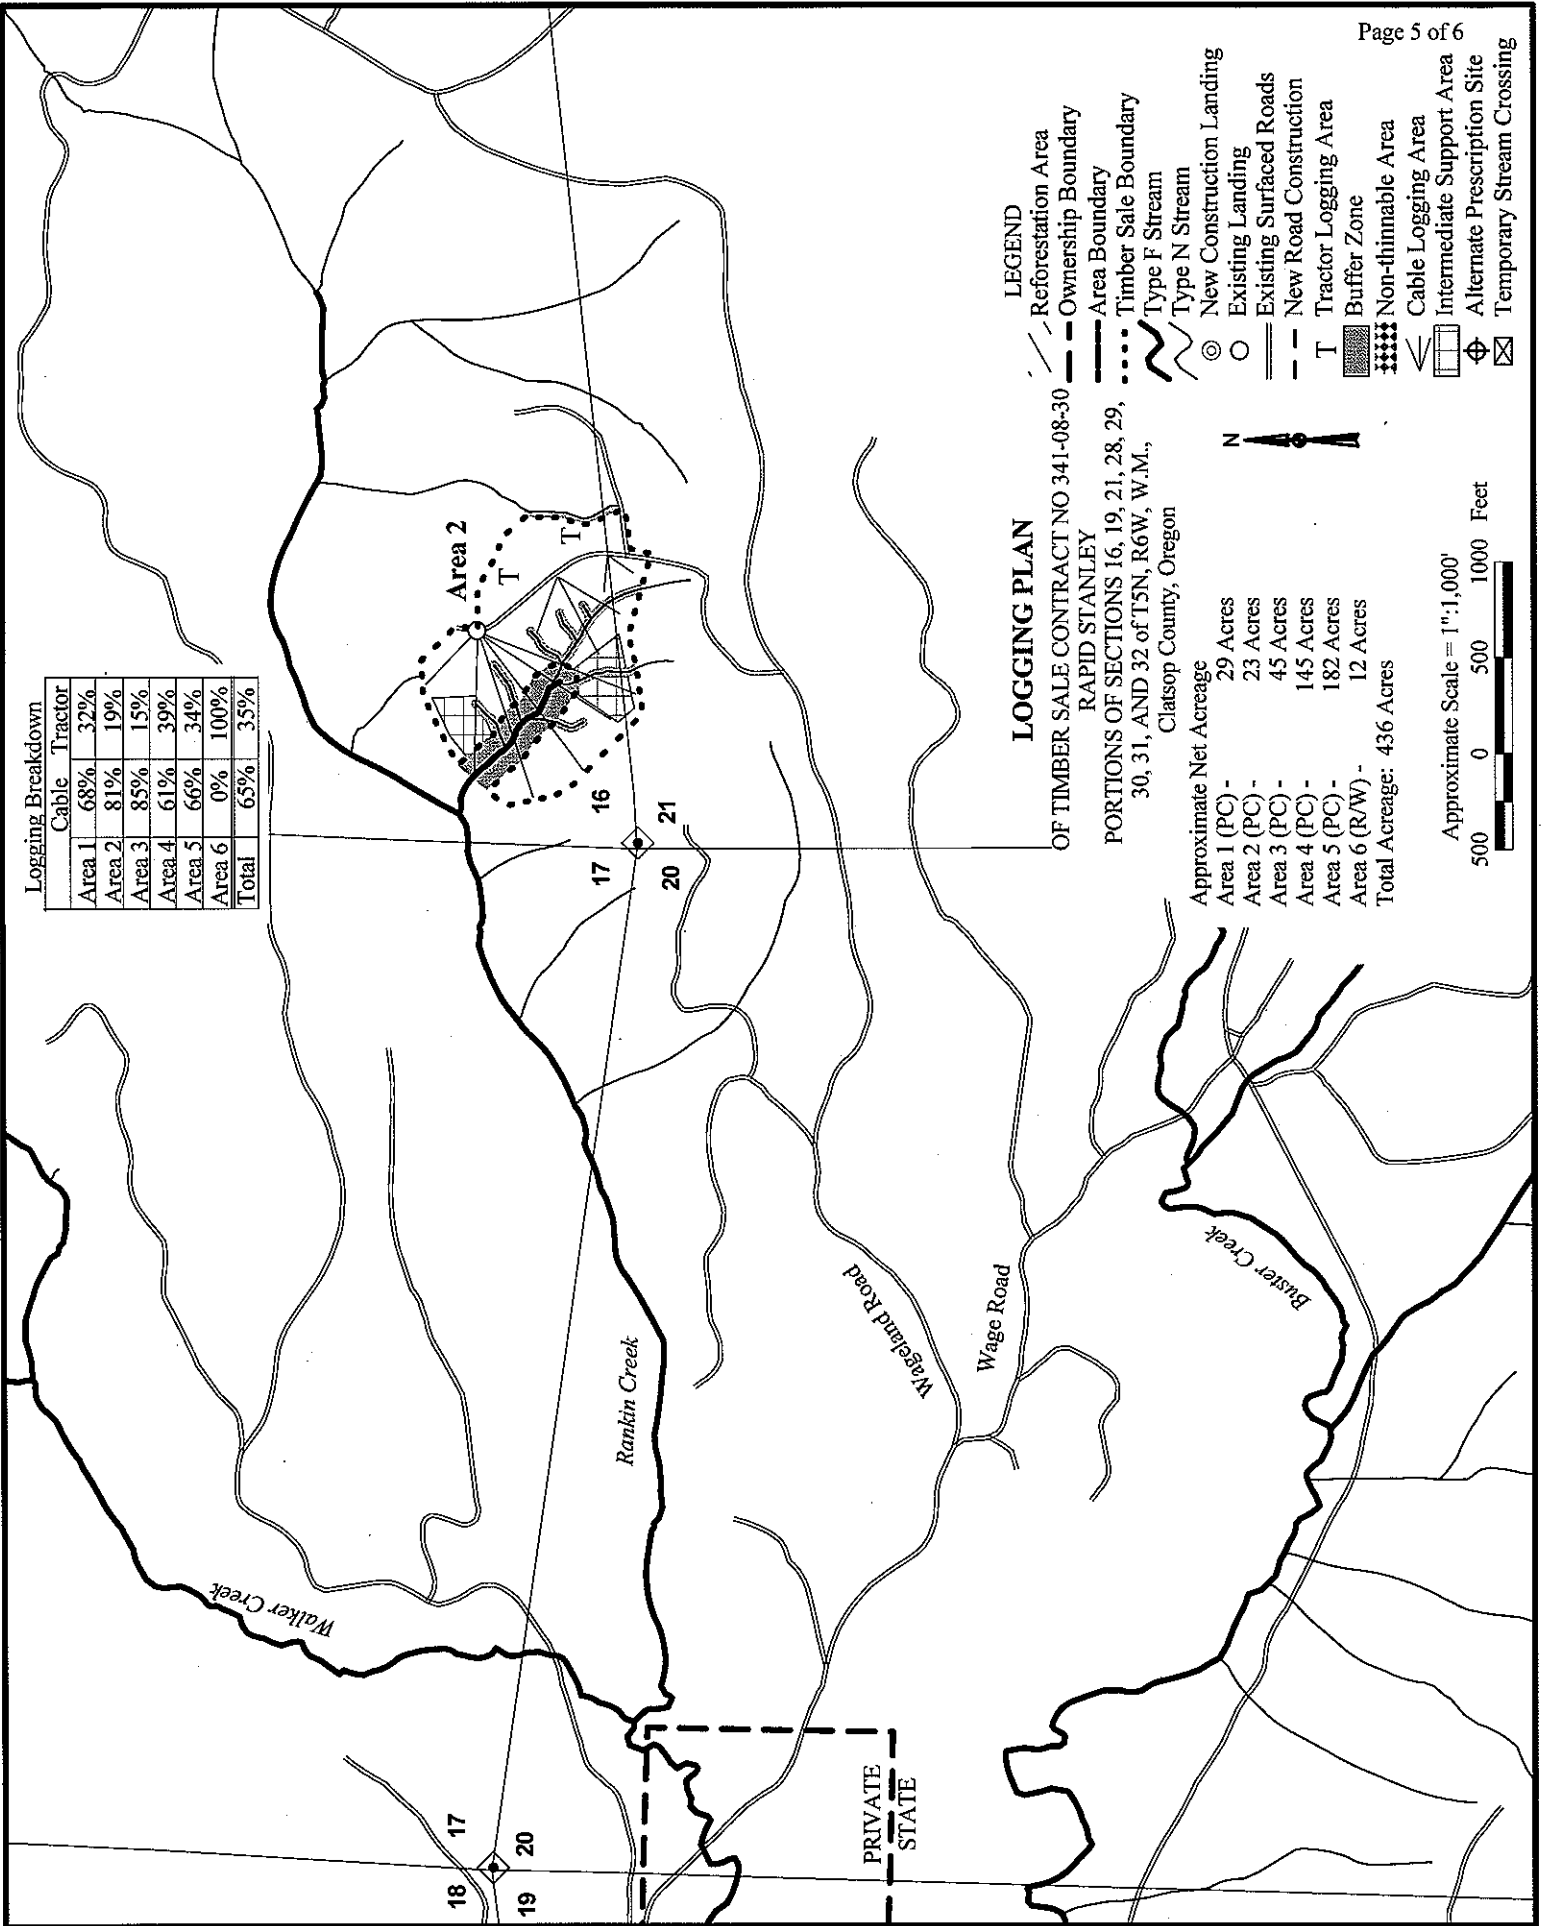 Page 5 of 6
Logging Breakdown
Cable Tractor
Area 1 68% 32%
Area 2 81% 19%
Area 3 85% 15%
Area 4 61% 39%
Area 5 66% 34%
Area 6 0% 100%
Total 65% 35%
Area 2
T
T
16
17
21
20
17
18
20
19
Walker Creek
Rankin Creek
Wageland Road
Wage Road
Buster Creek
PRIVATE
STATE
LOGGING PLAN
OF TIMBER SALE CONTRACT NO 341-08-30
RAPID STANLEY
PORTIONS OF SECTIONS 16, 19, 21, 28, 29,
30, 31, AND 32 of T5N, R6W, W.M.,
Clatsop County, Oregon
Approximate Net Acreage
Area 1 (PC) - 29 Acres
Area 2 (PC) - 23 Acres
Area 3 (PC) - 45 Acres
Area 4 (PC) - 145 Acres
Area 5 (PC) - 182 Acres
Area 6 (R/W) - 12 Acres
Total Acreage: 436 Acres
N
Approximate Scale = 1":1,000'
500 0 500 1000 Feet
LEGEND
Reforestation Area
Ownership Boundary
Area Boundary
Timber Sale Boundary
Type F Stream
Type N Stream
New Construction Landing
Existing Landing
Existing Surfaced Roads
New Road Construction
T Tractor Logging Area
Buffer Zone
Non-thinnable Area
Cable Logging Area
Intermediate Support Area
Alternate Prescription Site
Temporary Stream Crossing